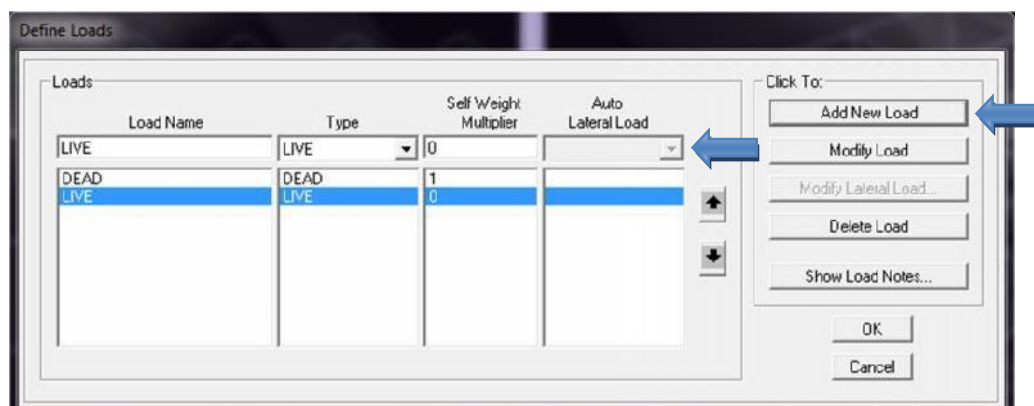 Define Loads
Loads
Click To:
Load Name
Type
Self Weight
Multiplier
Auto
Lateral Load
Add New Load
LIVE
LIVE
0
Modify Load
DEAD
DEAD
1
LIVE
LIVE
0
Modify Lateral Load...
Delete Load
Show Load Notes...
OK
Cancel